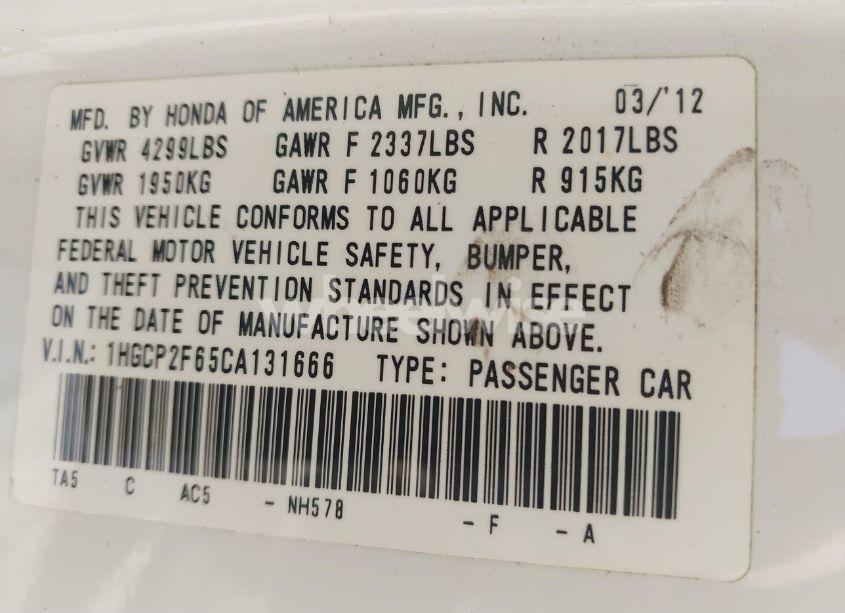 MFD. BY HONDA OF AMERICA MFG., INC. 03/'12
GVWR 4299LBS GAWR F 2337LBS R 2017LBS
GVWR 1950KG GAWR F 1060KG R 915KG
THIS VEHICLE CONFORMS TO ALL APPLICABLE
FEDERAL MOTOR VEHICLE SAFETY, BUMPER,
AND THEFT PREVENTION STANDARDS IN EFFECT
ON THE DATE OF MANUFACTURE SHOWN ABOVE.
V.I.N.: 1HGCP2F65CA131666 TYPE: PASSENGER CAR
TA5 C AC5 - NH578 - F - A
wheelwise